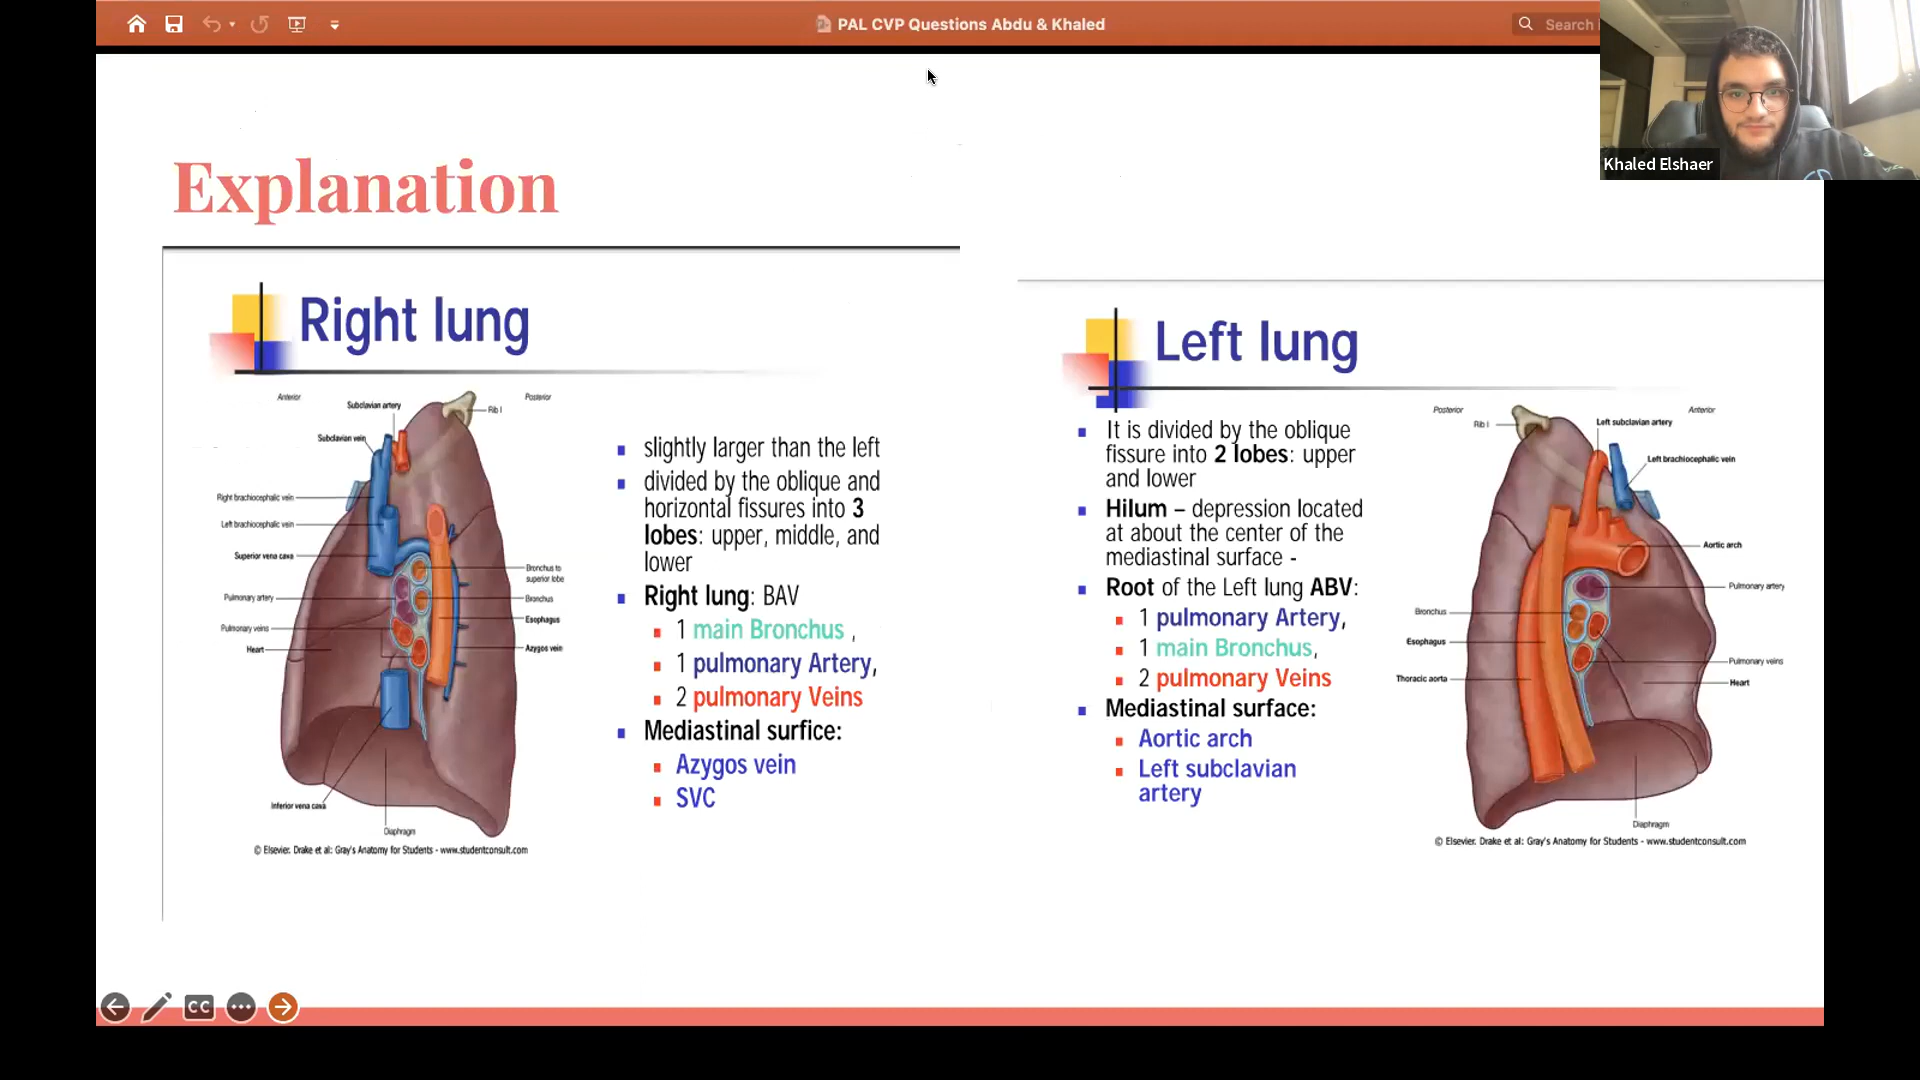 PAL CVP Questions Abdu & Khaled
Search
Khaled Elshaer
Explanation
Right lung
Anterior
Posterior
Subclavian artery
Rib I
Subclavian vein
Right brachiocephalic vein
Left brachiocephalic vein
Superior vena cava
Bronchus to
superior lobe
Pulmonary artery
Bronchus
Esophagus
Pulmonary veins
Heart
Azygos vein
Inferior vena cava
Diaphragm
© Elsevier. Drake et al: Gray's Anatomy for Students - www.studentconsult.com
slightly larger than the left
divided by the oblique and
horizontal fissures into 3
lobes: upper, middle, and
lower
Right lung: BAV
1 main Bronchus ,
1 pulmonary Artery,
2 pulmonary Veins
Mediastinal surfice:
Azygos vein
SVC
Left lung
It is divided by the oblique
fissure into 2 lobes: upper
and lower
Hilum – depression located
at about the center of the
mediastinal surface -
Root of the Left lung ABV:
1 pulmonary Artery,
1 main Bronchus,
2 pulmonary Veins
Mediastinal surface:
Aortic arch
Left subclavian
artery
Posterior
Anterior
Rib I
Left subclavian artery
Left brachiocephalic vein
Aortic arch
Pulmonary artery
Bronchus
Esophagus
Pulmonary veins
Thoracic aorta
Heart
Diaphragm
© Elsevier. Drake et al: Gray's Anatomy for Students - www.studentconsult.com
CC